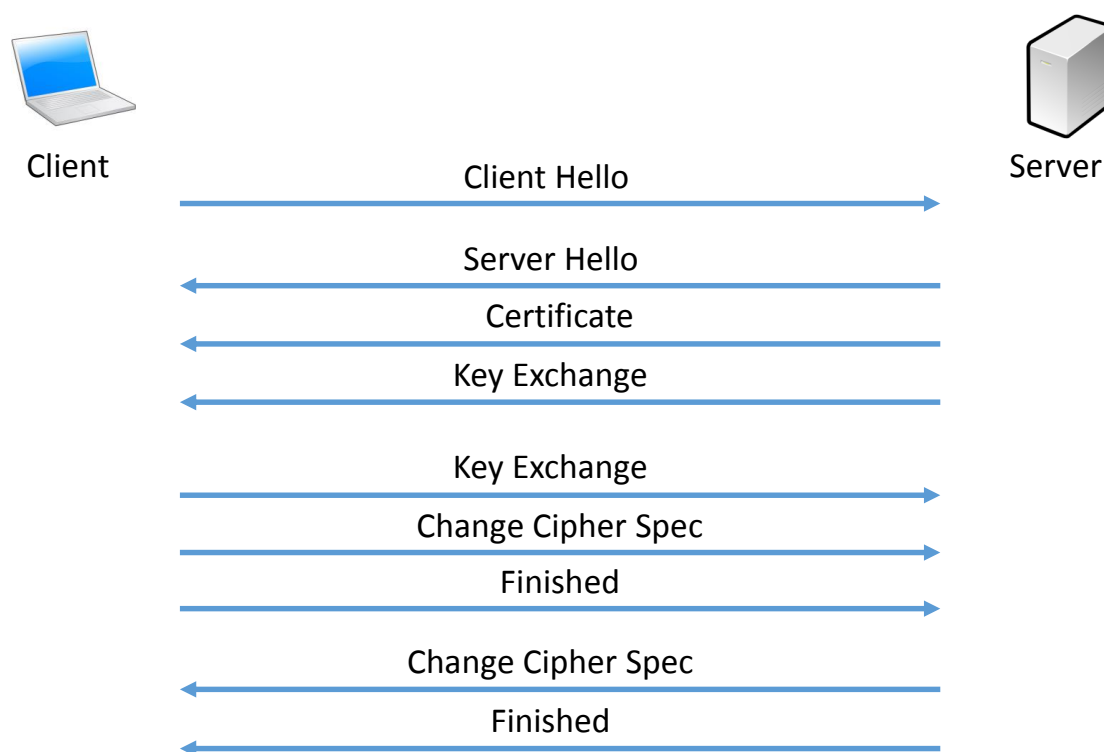 Client
Server
Client Hello
Server Hello
Certificate
Key Exchange
Key Exchange
Change Cipher Spec
Finished
Change Cipher Spec
Finished